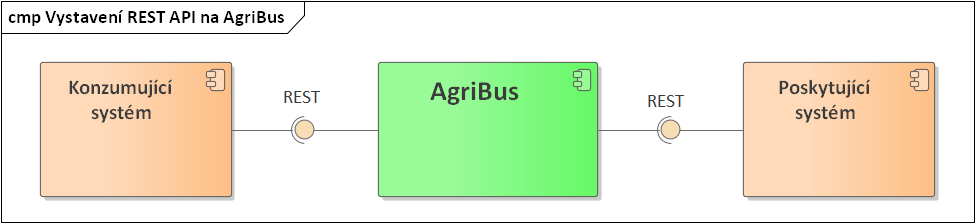 cmp Vystavení REST API na AgriBus
Konzumující
systém
REST
AgriBus
REST
Poskytující
systém